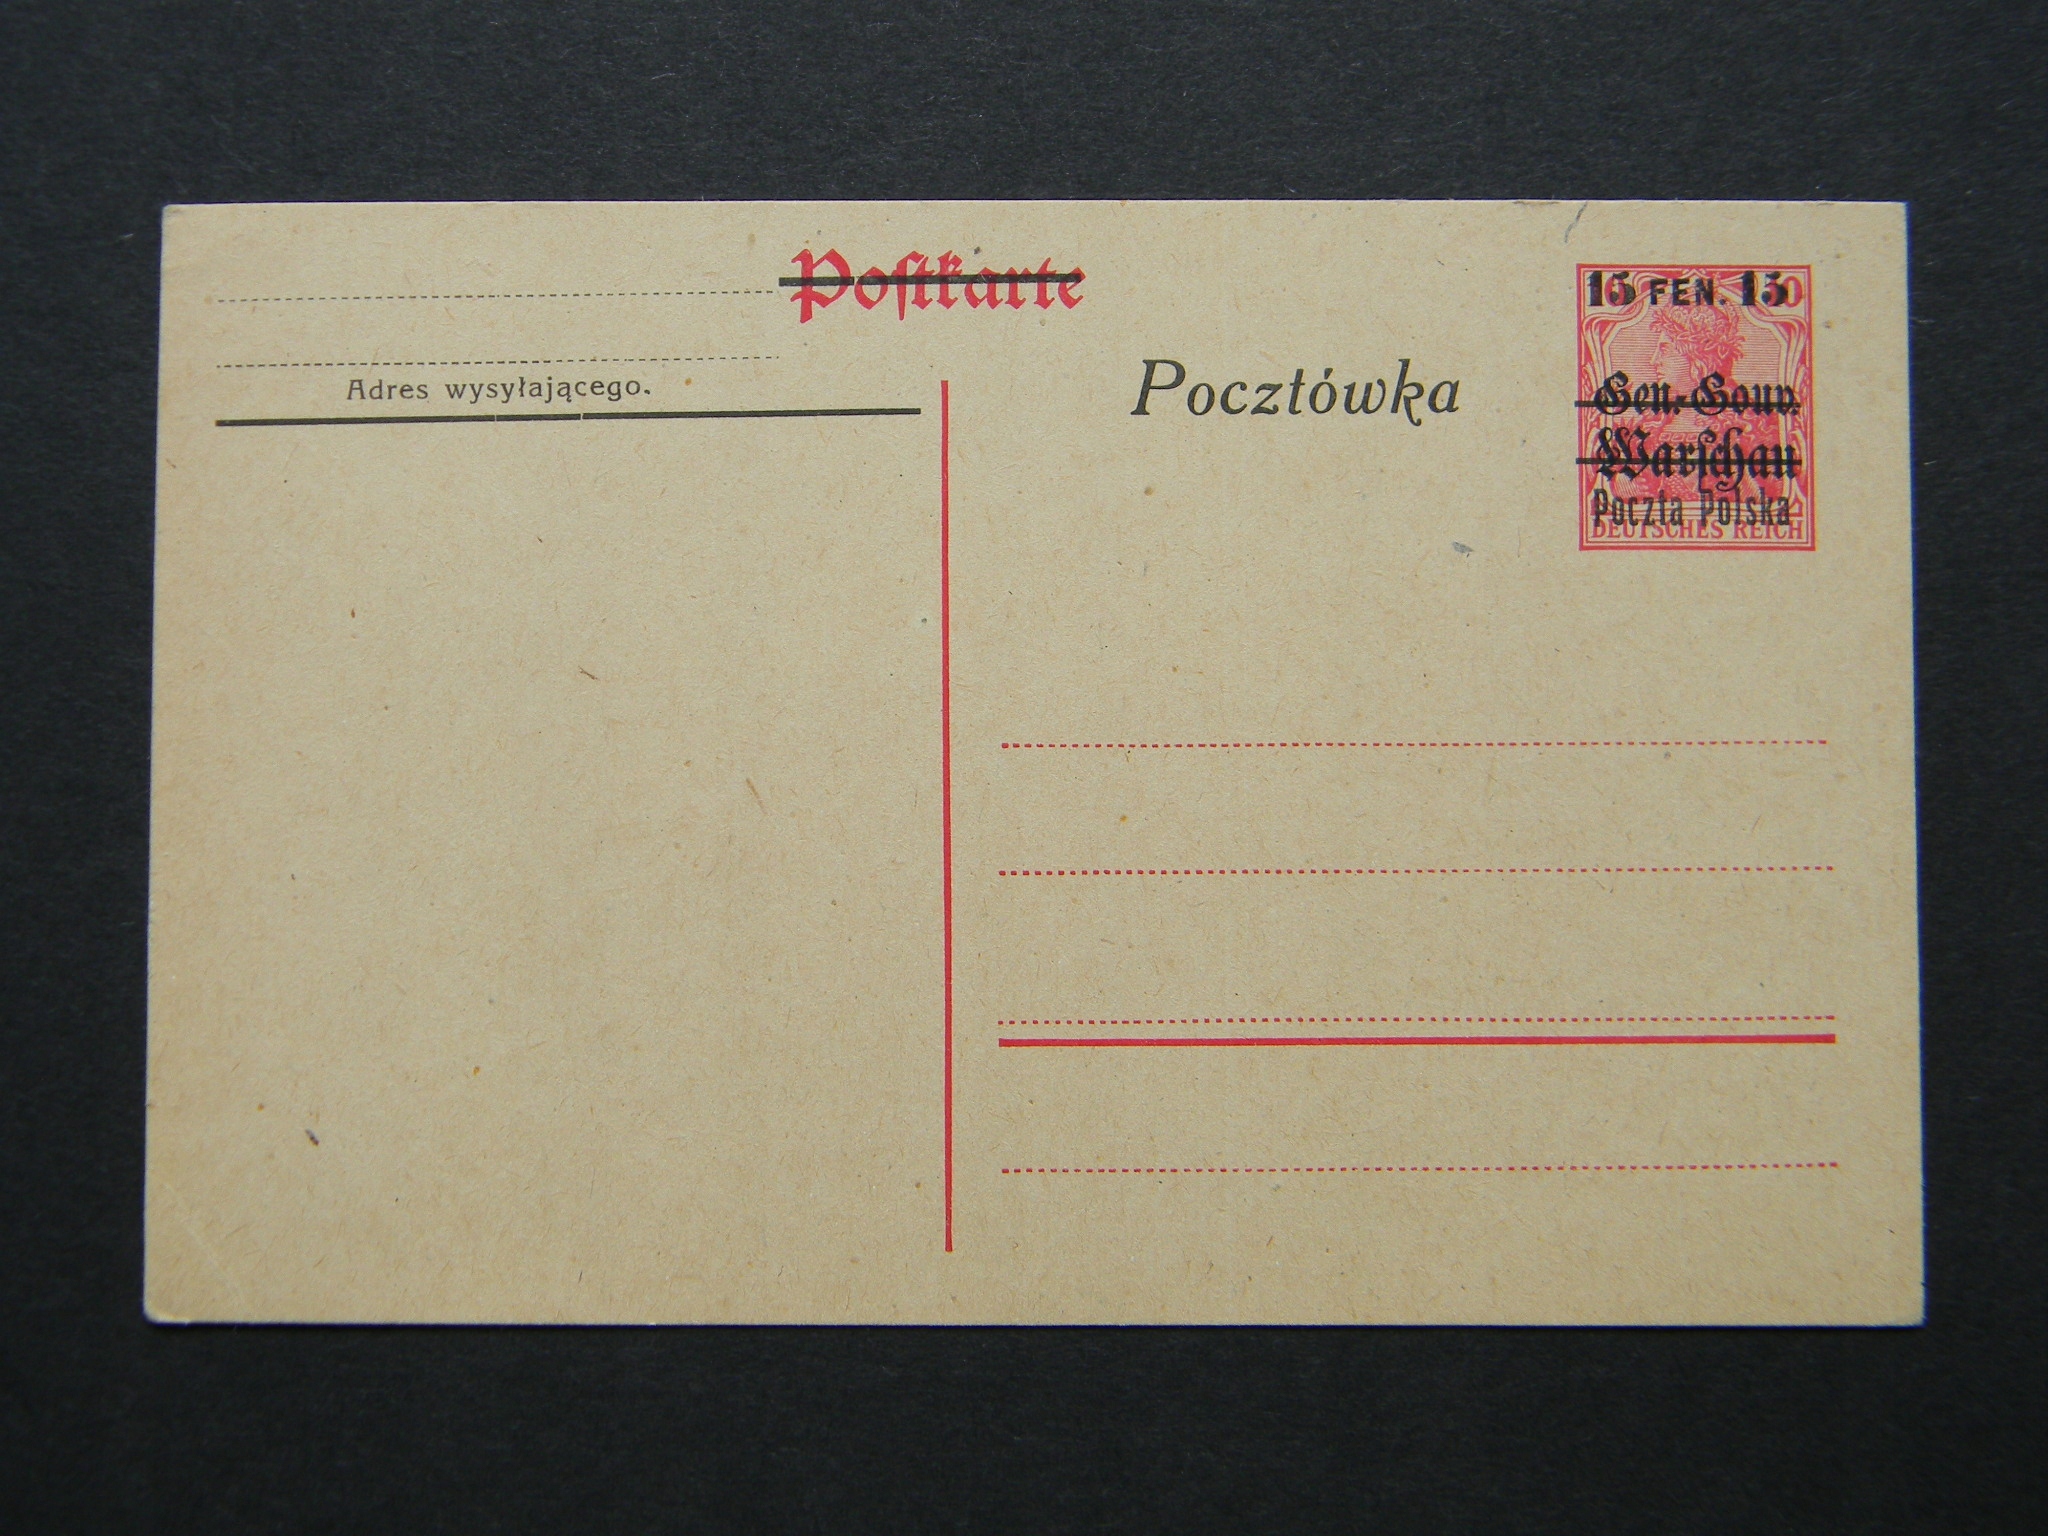 Postkarte
Adres wysyłającego.
Pocztówka
15 FEN. 15
Gen.-Gouv.
Warschau
Poczta Polska
DEUTSCHES REICH